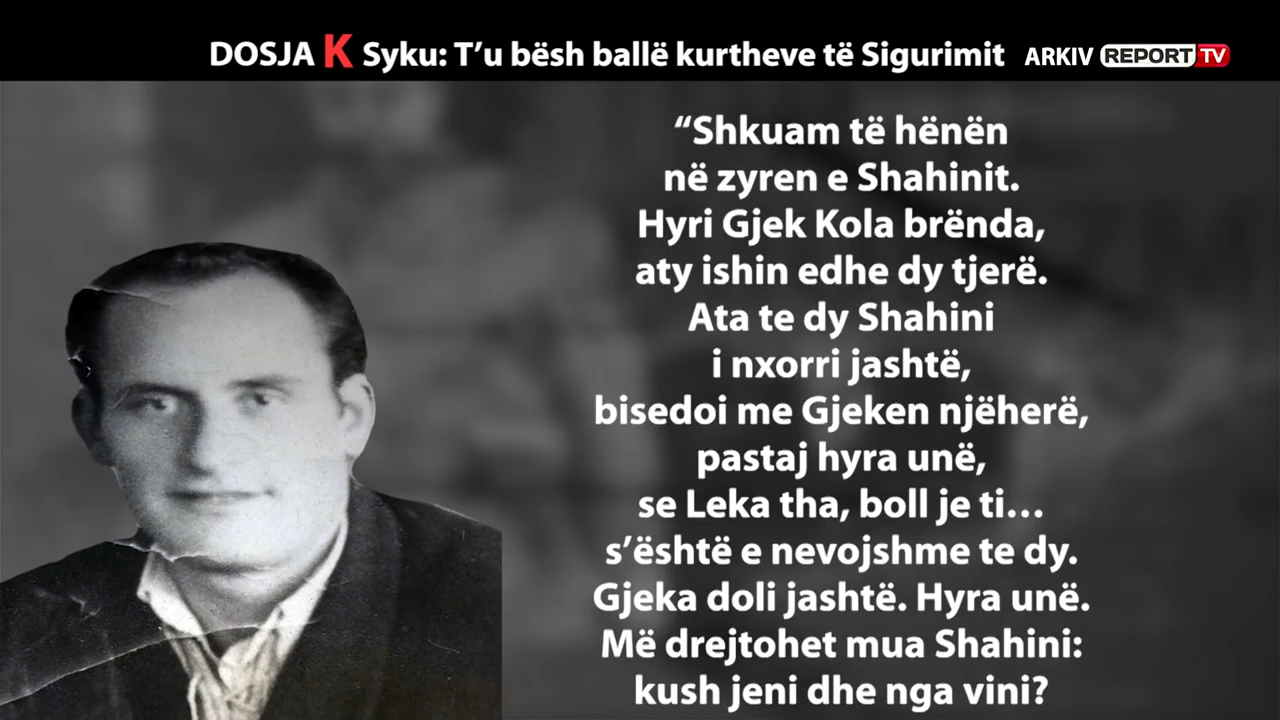 DOSJA K Syku: T’u bësh ballë kurtheve të Sigurimit ARKIV REPORT TV
“Shkuam të hënën
në zyren e Shahinit.
Hyri Gjek Kola brënda,
aty ishin edhe dy tjerë.
Ata te dy Shahini
i nxorri jashtë,
bisedoi me Gjeken njëherë,
pastaj hyra unë,
se Leka tha, boll je ti...
s’është e nevojshme te dy.
Gjeka doli jashtë. Hyra unë.
Më drejtohet mua Shahini:
kush jeni dhe nga vini?